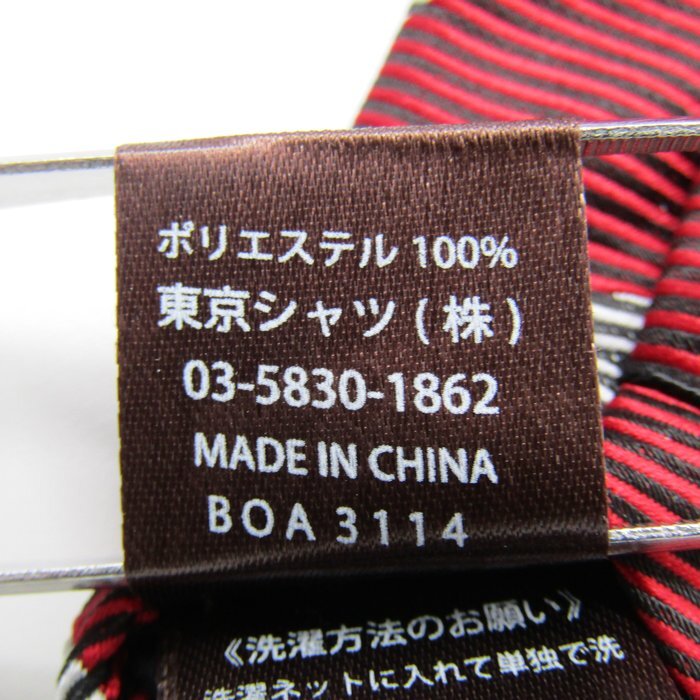 ポリエステル 100%
東京シャツ (株)
03-5830-1862
MADE IN CHINA
BOA 3114
《洗濯方法のお願い》
洗濯ネットに入れて単独で洗